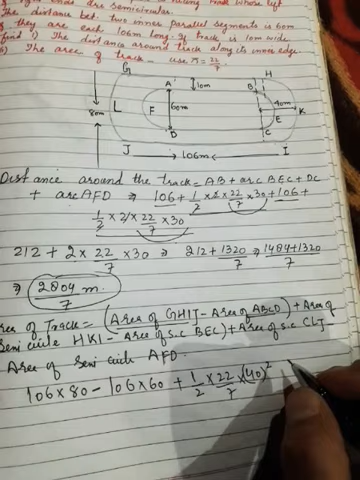 ends are semicircular
The distance bet. two inner parallel segments is 60m
& they are each 106m long. If track is 10m wide
find 1) The distance around track along its inner edge.
The area of track - use π = 22/7
G
H
A
10m
B
80m
L
F
60m
40m
K
E
D
C
J
106m
I
Distance around the track = AB + arc BEC + DC
+ arc AFD ⇒ 106 + 1/2 × 2 × 22/7 × 30 + 106 +
1/2 × 2 × 22/7 × 30
212 + 2 × 22/7 × 30 ⇒ 212 + 1320/7 ⇒ 1484+1320/7
⇒ 2804/7 m.
Area of Track = (Area of GHIJ - Area of ABCD) + Area of
Semi circle HKI - Area of s.c BEC) + Area of s.c GLJ -
Area of Semi circle AFD.
106×80 - 106×60 + 1/2 × 22/7 × (40)²